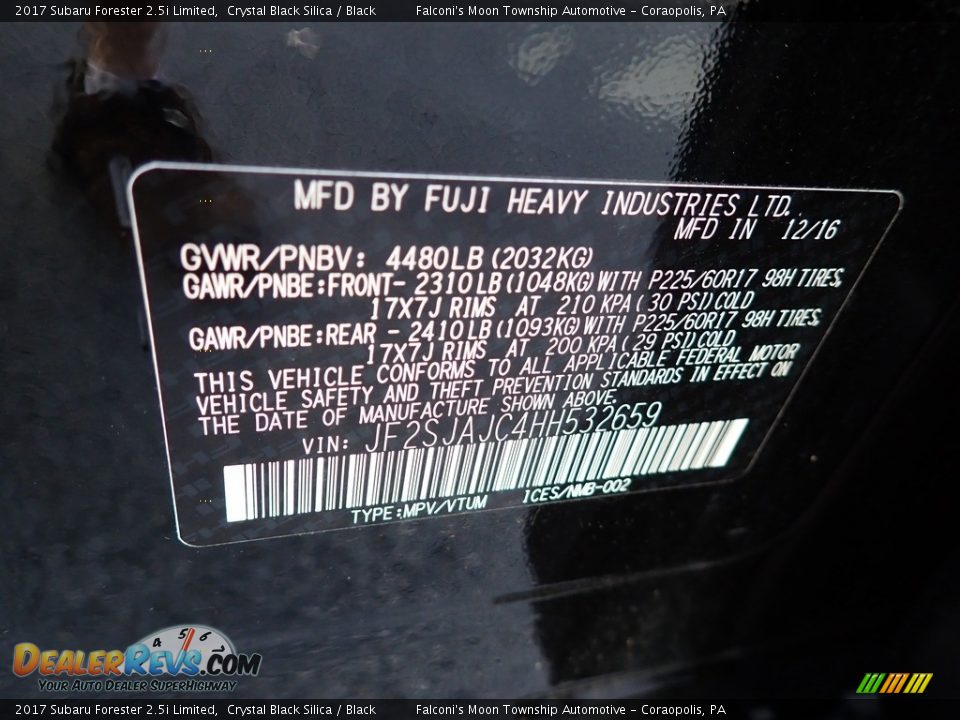 2017 Subaru Forester 2.5i Limited,  Crystal Black Silica / Black          Falconi's Moon Township Automotive - Coraopolis, PA
MFD BY FUJI HEAVY INDUSTRIES LTD.
MFD IN 12/16
GVWR/PNBV: 4480LB (2032KG)
GAWR/PNBE:FRONT- 2310LB (1048KG) WITH P225/60R17 98H TIRES,
17X7J RIMS AT 210 KPA (30 PSI) COLD
GAWR/PNBE:REAR - 2410LB (1093KG) WITH P225/60R17 98H TIRES,
17X7J RIMS AT 200 KPA (29 PSI) COLD
THIS VEHICLE CONFORMS TO ALL APPLICABLE FEDERAL MOTOR
VEHICLE SAFETY AND THEFT PREVENTION STANDARDS IN EFFECT ON
THE DATE OF MANUFACTURE SHOWN ABOVE.
VIN: JF2SJAJC4HH532659
TYPE:MPV/VTUM ICES/NMB-002
4 5 6 7
DEALERREVS.COM
YOUR AUTO DEALER SUPERHIGHWAY
2017 Subaru Forester 2.5i Limited,  Crystal Black Silica / Black          Falconi's Moon Township Automotive - Coraopolis, PA